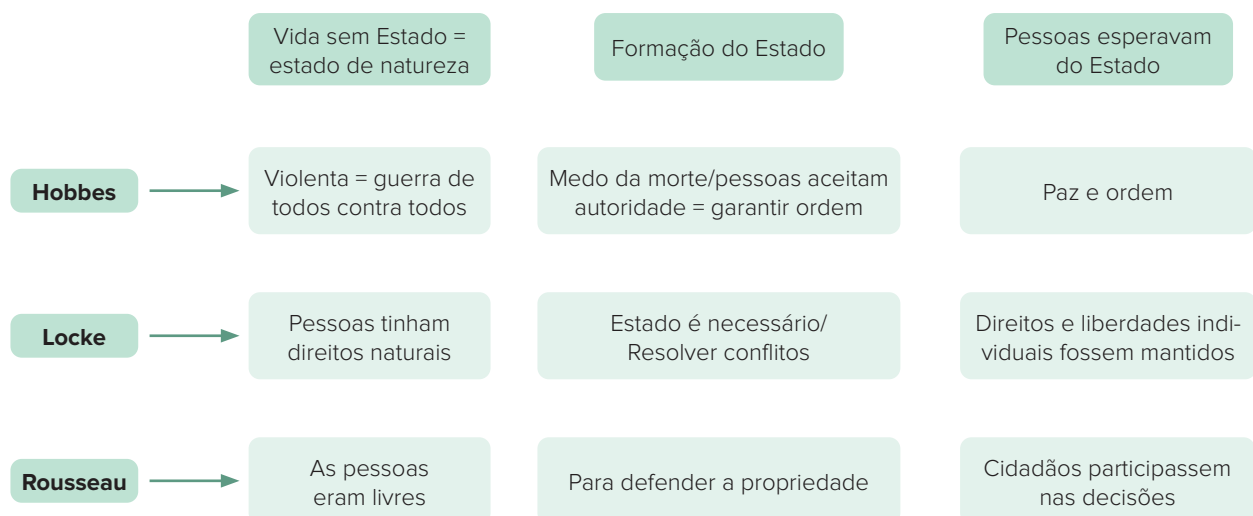 Vida sem Estado =
estado de natureza
Formação do Estado
Pessoas esperavam
do Estado
Hobbes
Violenta = guerra de
todos contra todos
Medo da morte/pessoas aceitam
autoridade = garantir ordem
Paz e ordem
Locke
Pessoas tinham
direitos naturais
Estado é necessário/
Resolver conflitos
Direitos e liberdades indi-
viduais fossem mantidos
Rousseau
As pessoas
eram livres
Para defender a propriedade
Cidadãos participassem
nas decisões